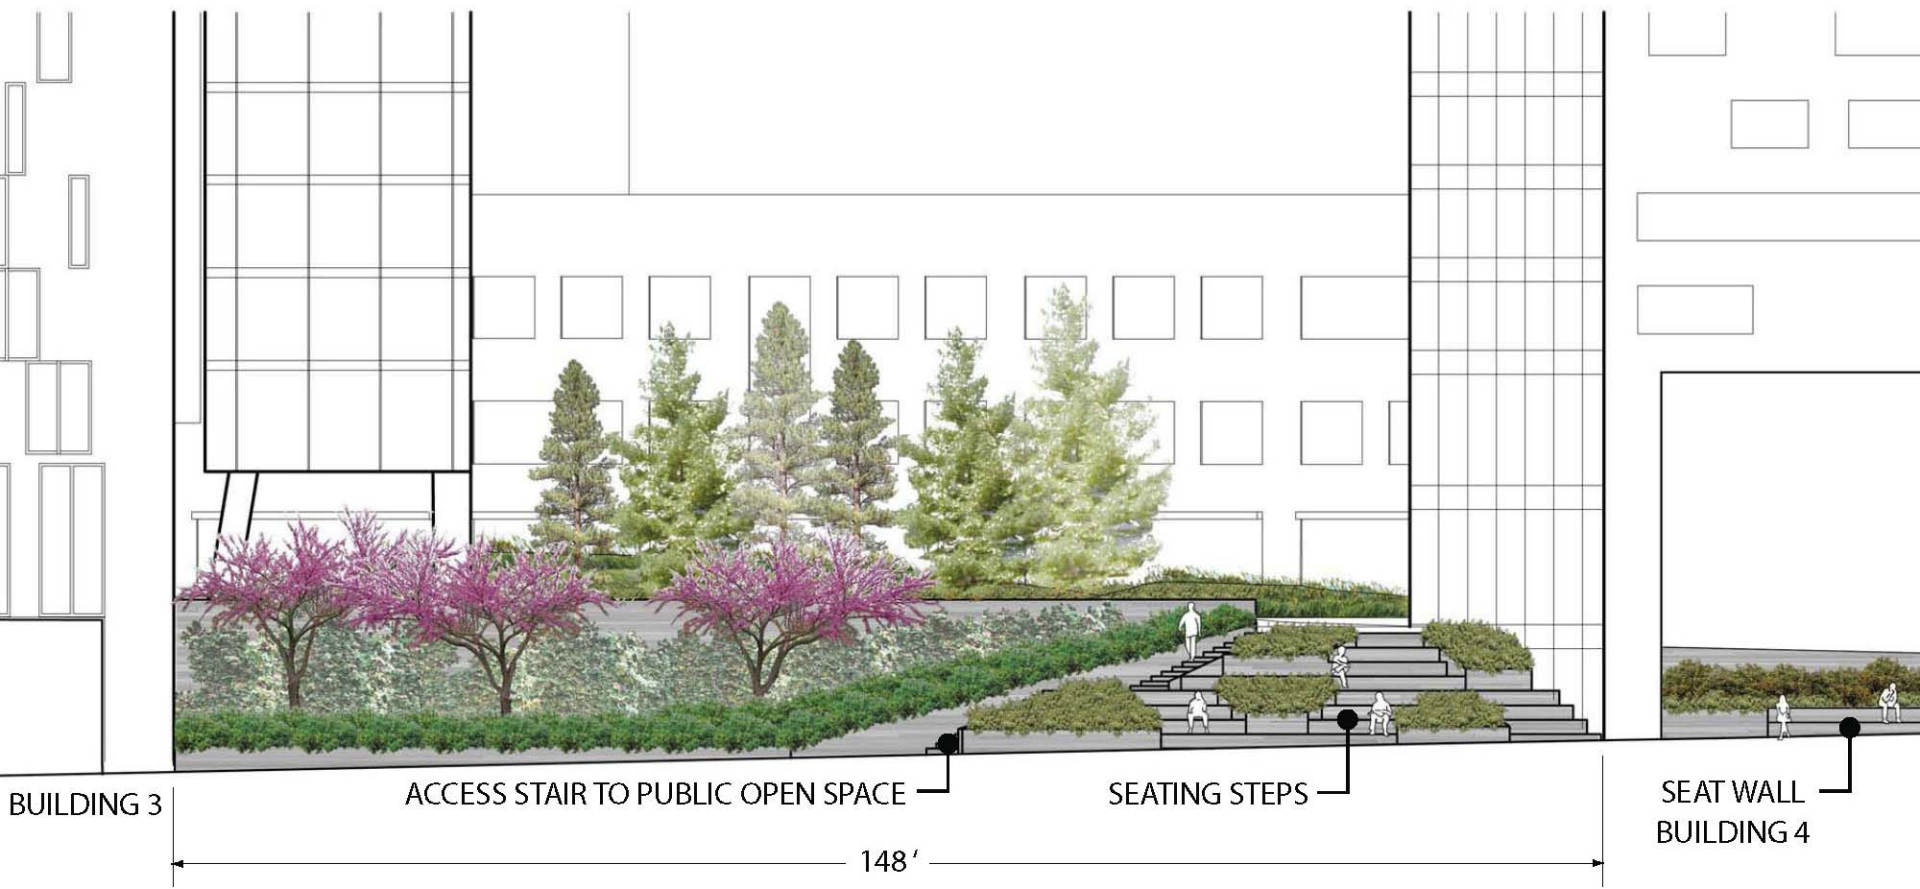 BUILDING 3
ACCESS STAIR TO PUBLIC OPEN SPACE
SEATING STEPS
SEAT WALL
BUILDING 4
148'